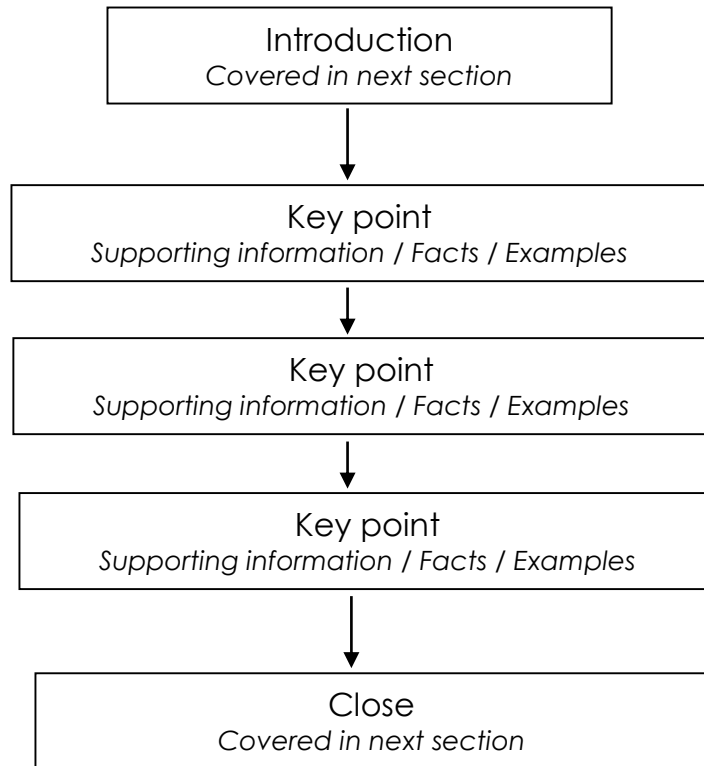 Introduction
Covered in next section
Key point
Supporting information / Facts / Examples
Key point
Supporting information / Facts / Examples
Key point
Supporting information / Facts / Examples
Close
Covered in next section